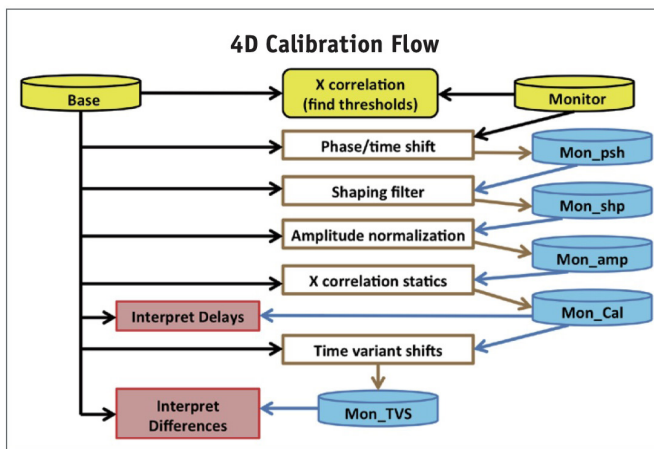 4D Calibration Flow
Base
X correlation
(find thresholds)
Monitor
Phase/time shift
Mon_psh
Shaping filter
Mon_shp
Amplitude normalization
Mon_amp
X correlation statics
Mon_Cal
Interpret Delays
Time variant shifts
Interpret
Differences
Mon_TVS